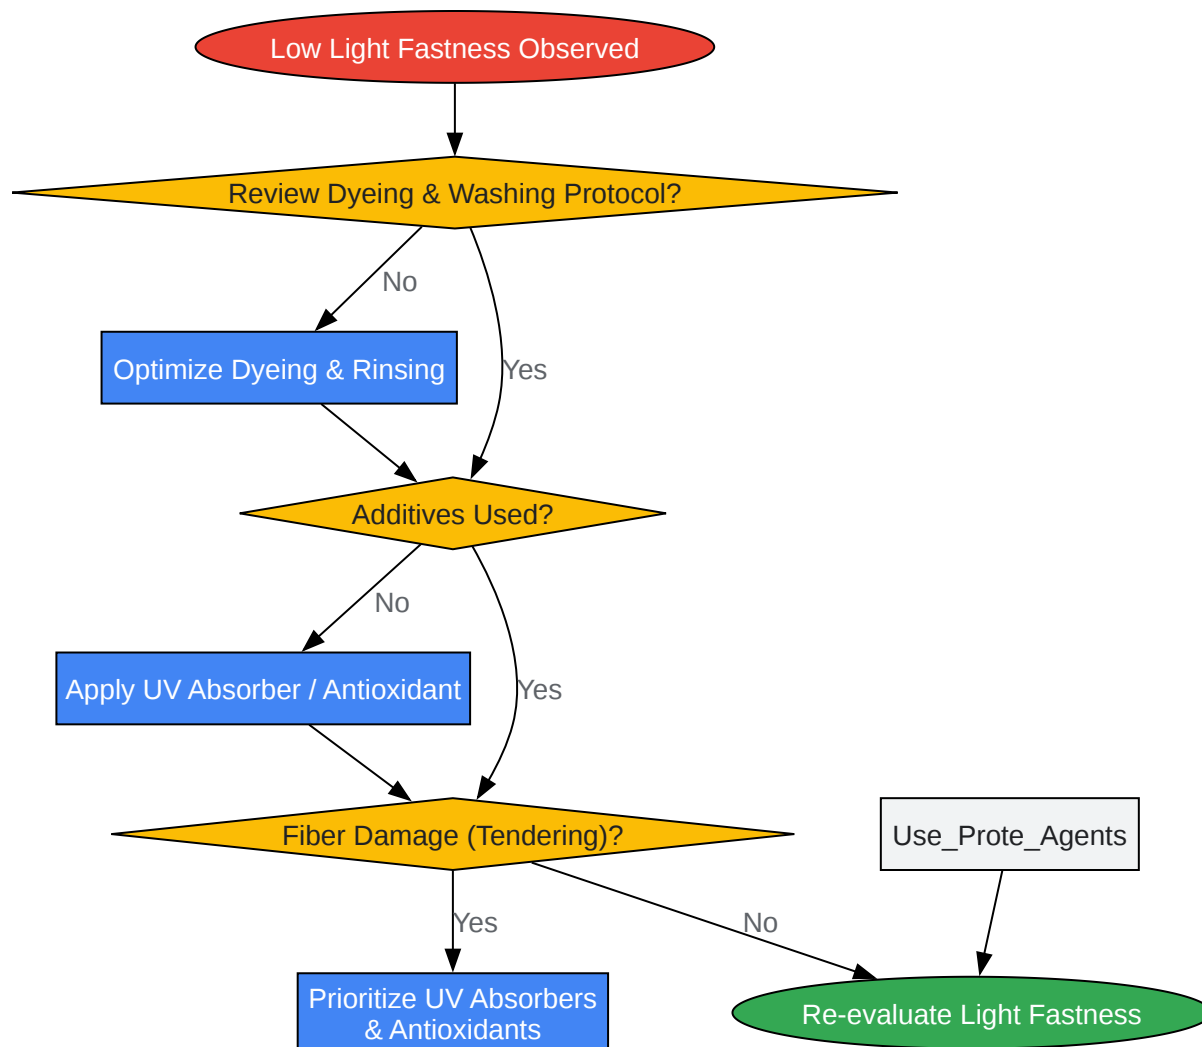 Low Light Fastness Observed
Review Dyeing & Washing Protocol?
No
Optimize Dyeing & Rinsing
Yes
Additives Used?
No
Apply UV Absorber / Antioxidant
Yes
Fiber Damage (Tendering)?
Use_Prote_Agents
Yes
No
Prioritize UV Absorbers
& Antioxidants
Re-evaluate Light Fastness